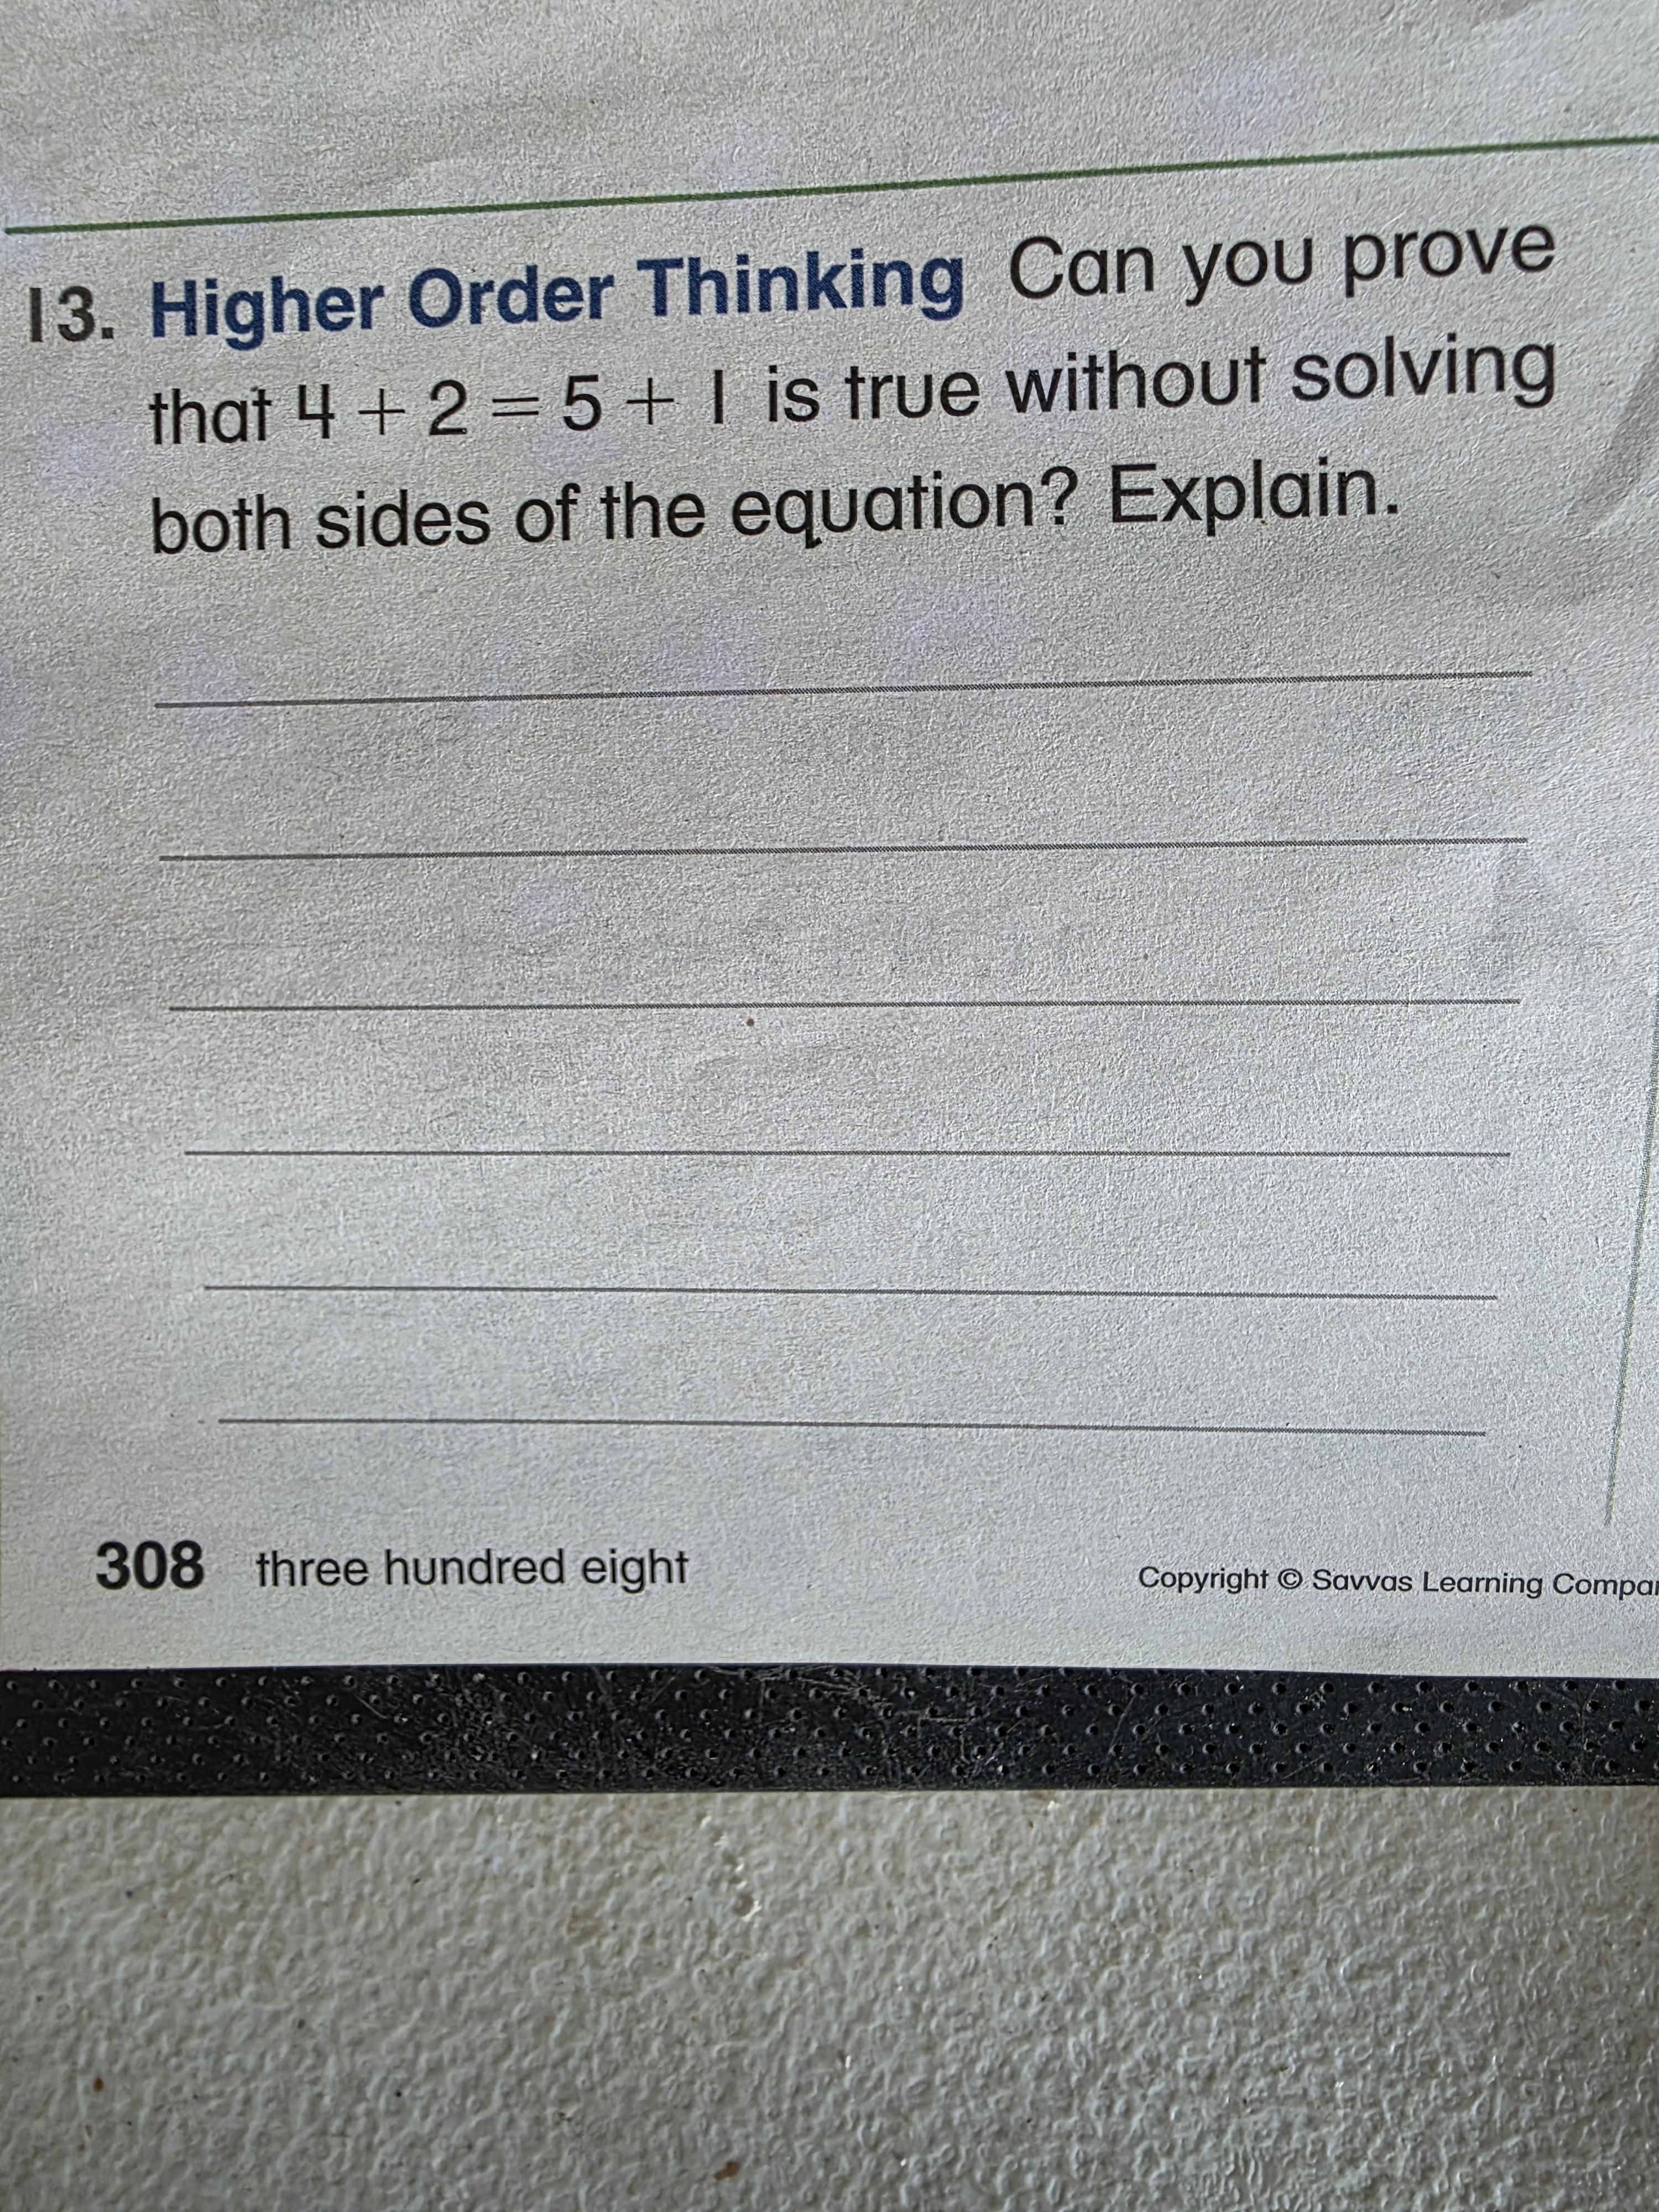 13. Higher Order Thinking Can you prove
that 4 + 2 = 5 + 1 is true without solving
both sides of the equation? Explain.
308 three hundred eight
Copyright © Savvas Learning